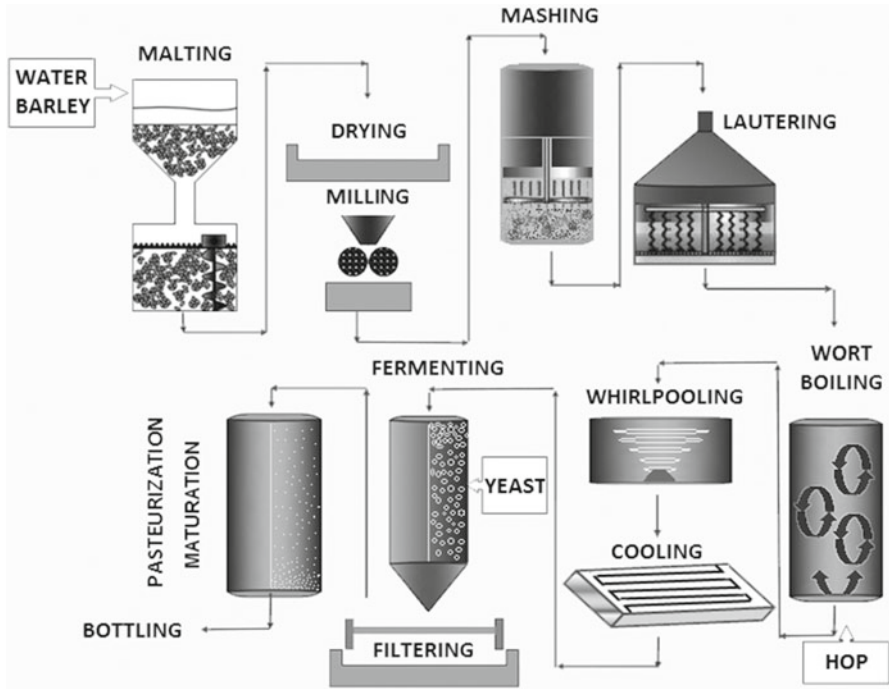 MALTING
WATER
BARLEY
DRYING
MILLING
MASHING
LAUTERING
WORT
BOILING
HOP
WHIRLPOOLING
COOLING
FERMENTING
YEAST
FILTERING
PASTEURIZATION
MATURATION
BOTTLING